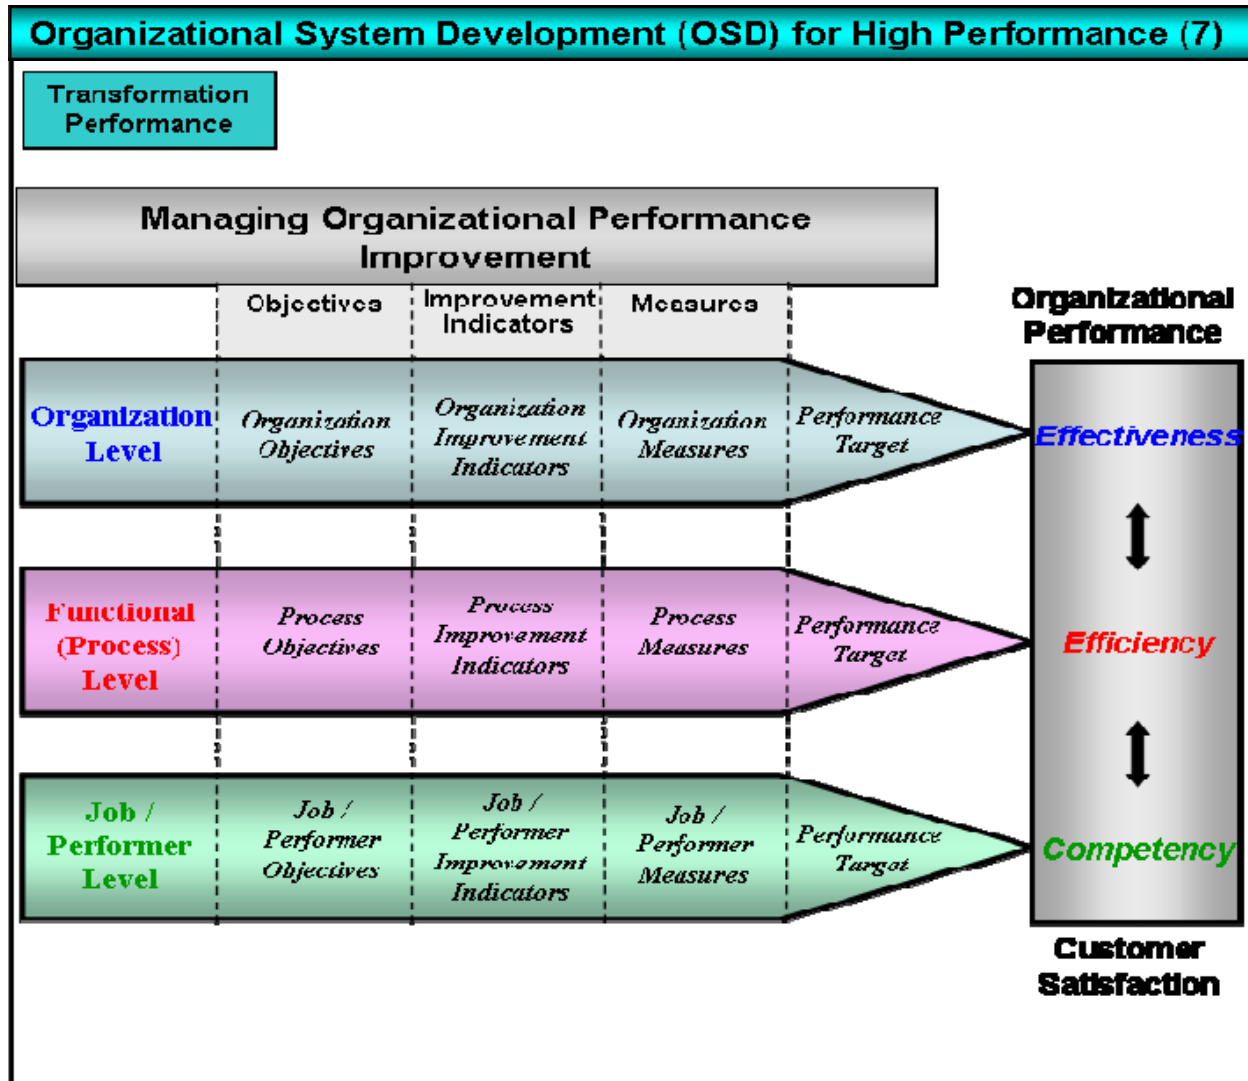 Organizational System Development (OSD) for High Performance (7)
Transformation
Performance
Managing Organizational Performance
Improvement
Objectives
Improvement
Indicators
Measures
Organizational
Performance
Organization
Level
Organization
Objectives
Organization
Improvement
Indicators
Organization
Measures
Performance
Target
Effectiveness
Functional
(Process)
Level
Process
Objectives
Process
Improvement
Indicators
Process
Measures
Performance
Target
Efficiency
Job /
Performer
Level
Job /
Performer
Objectives
Job /
Performer
Improvement
Indicators
Job /
Performer
Measures
Performance
Target
Competency
Customer
Satisfaction